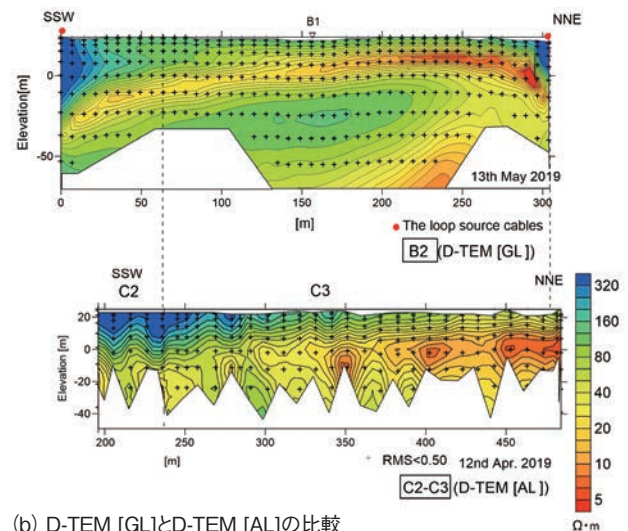 SSW
B1
NNE
Elevation[m]
0
-50
13th May 2019
0
50
100
150
200
250
300
[m]
The loop source cables
B2 (D-TEM [GL])
SSW
NNE
C2
C3
Elevation [m]
20
0
-20
-40
200
250
300
350
400
450
[m]
+ RMS<0.50
12nd Apr. 2019
C2-C3 (D-TEM [AL])
320
160
80
40
20
10
5
Ω・m
(b) D-TEM [GL]とD-TEM [AL]の比較